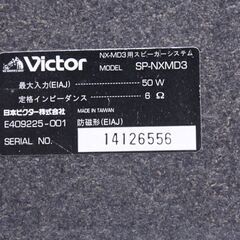 Victor
NX-MD3用スピーカーシステム
MODEL SP-NXMD3
最大入力(EIAJ) 50 W
定格インピーダンス 6 Ω
日本ビクター株式会社 MADE IN TAIWAN
E409225-001 防磁形(EIAJ)
SERIAL NO. 14126556